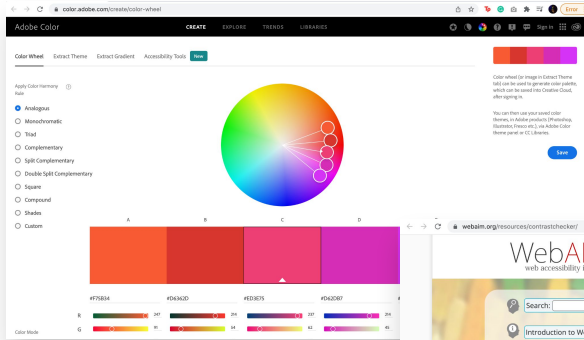 color.adobe.com/create/color-wheel
Error
Adobe Color
CREATE
EXPLORE
TRENDS
LIBRARIES
Sign in
Color Wheel
Extract Theme
Extract Gradient
Accessibility Tools
New
Apply Color Harmony
Rule
Analogous
Monochromatic
Triad
Complementary
Split Complementary
Double Split Complementary
Square
Compound
Shades
Custom
Color wheel (or image in Extract Theme
tab) can be used to generate color palette,
which can be saved into Creative Cloud,
after signing in.
You can then use your saved color
themes, in Adobe products (Photoshop,
Illustrator, Fresco etc.), via Adobe Color
theme panel or CC Libraries.
Save
A
B
C
D
#F75B34
#D6362D
#ED3E75
#D62DB7
R
247
214
237
214
G
91
54
62
45
Color Mode
webaim.org/resources/contrastchecker/
WebAI
web accessibility i
Search:
Introduction to We